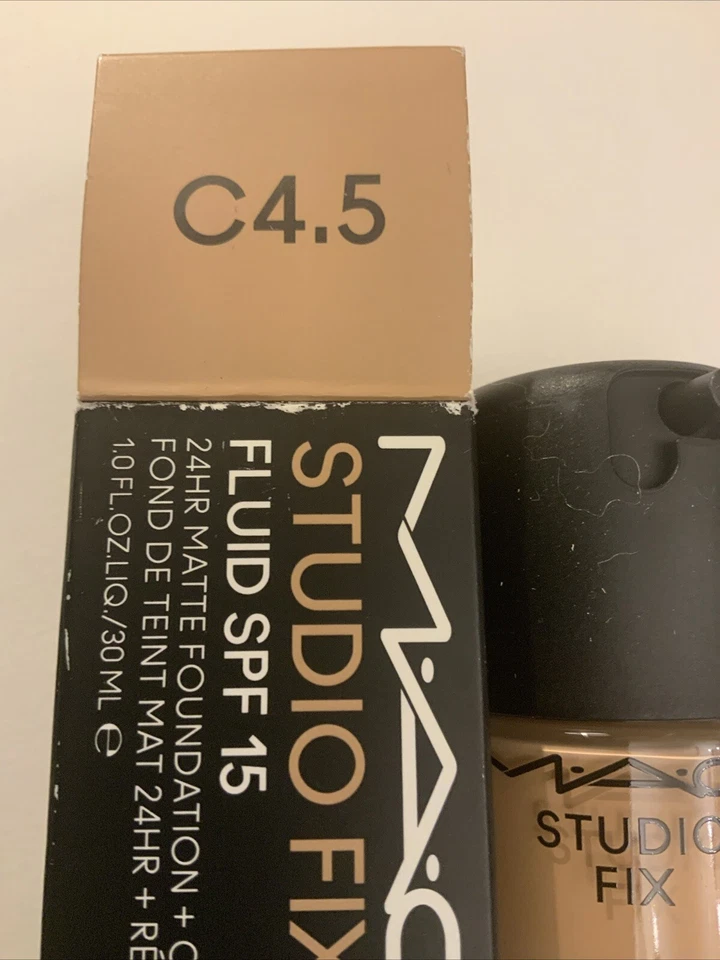 C4.5
MAC
STUDIO FIX
FLUID SPF 15
24HR MATTE FOUNDATION +
FOND DE TEINT MAT 24HR +
1.0 FL.OZ.LIQ./30 ML e
MAC
STUDIO
FIX